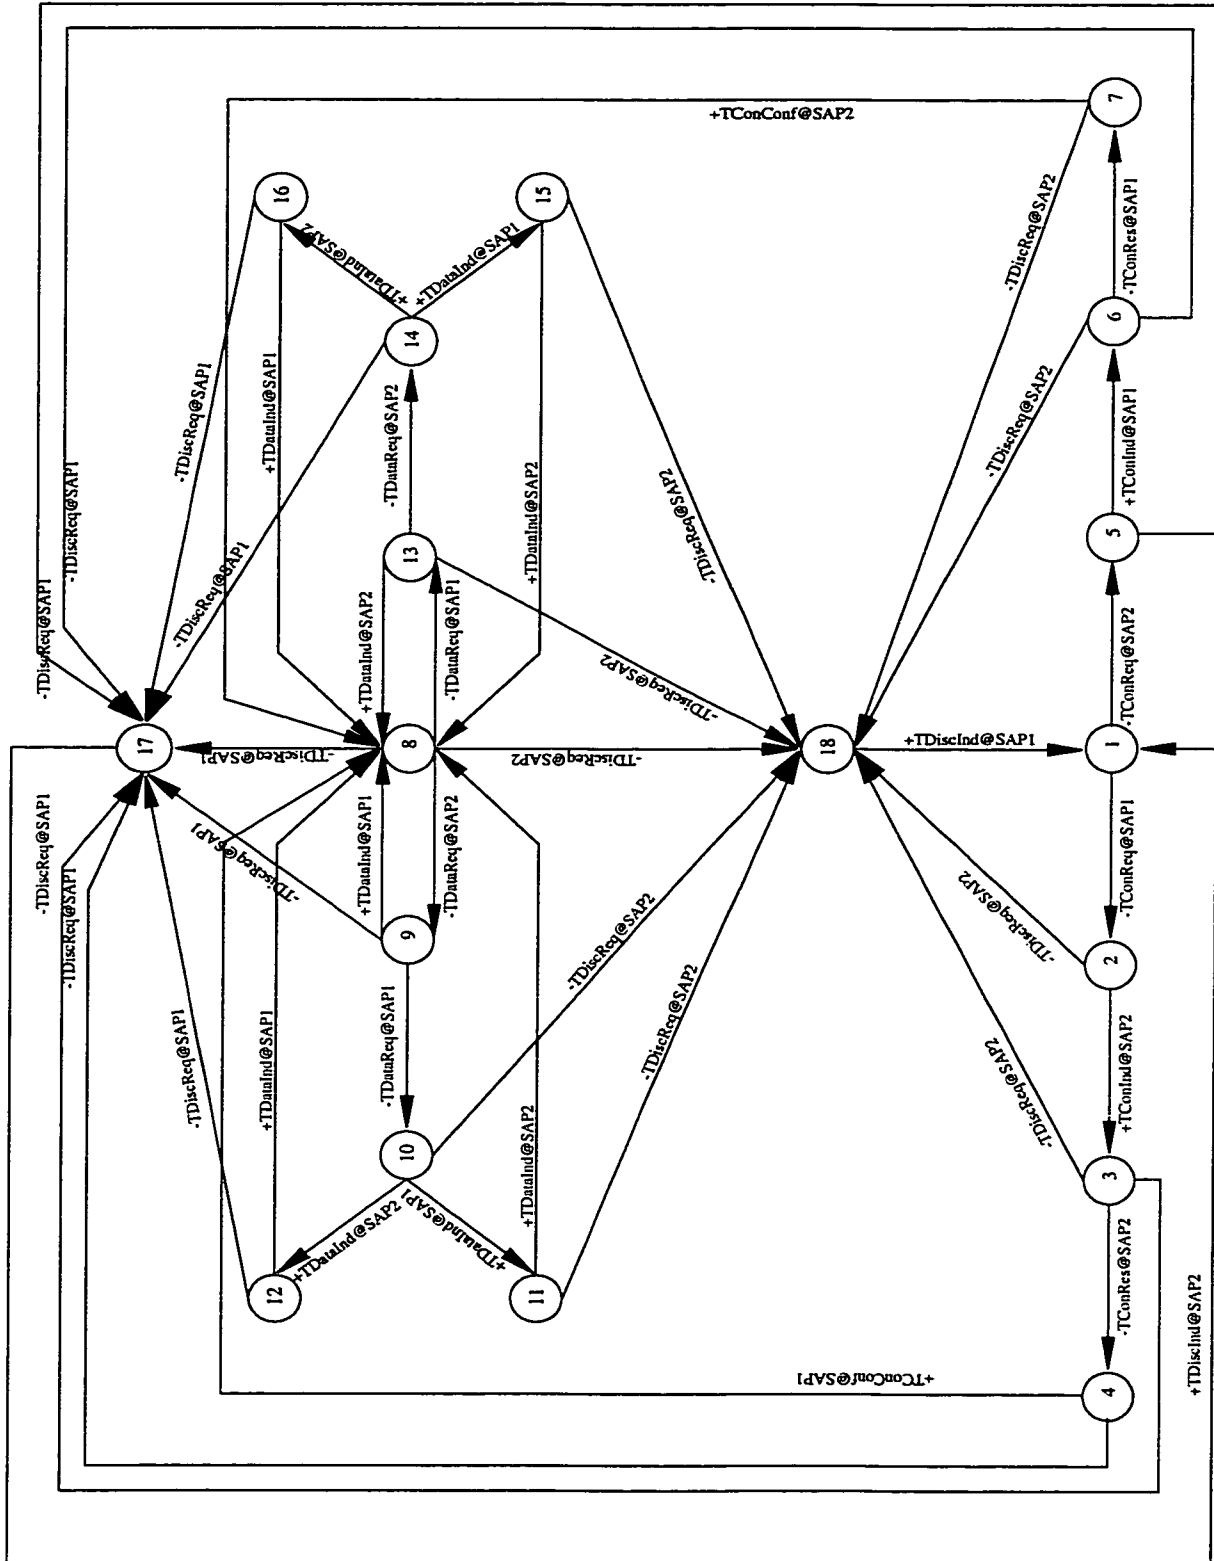 -TDiscReq@SAP1
-TDiscReq@SAP1
17
-TDiscReq@SAP1
-TDiscReq@SAP1
-TDiscReq@SAP1
-TDiscReq@SAP1
-TDiscReq@SAP1
-TDiscReq@SAP1
-TDiscReq@SAP1
+TConConf@SAP2
7
16
15
+TDataInd@SAP2
+TDataInd@SAP1
14
+TDataInd@SAP1
-TDataReq@SAP2
13
+TDataInd@SAP2
-TDataReq@SAP1
+TDataInd@SAP2
8
+TDataInd@SAP1
-TDataReq@SAP2
9
-TDataReq@SAP1
10
+TDataInd@SAP1
+TDataInd@SAP2
+TDataInd@SAP1
+TDataInd@SAP2
12
11
-TDiscReq@SAP2
-TDiscReq@SAP2
-TDiscReq@SAP2
-TDiscReq@SAP2
-TDiscReq@SAP2
-TDiscReq@SAP2
-TDiscReq@SAP2
18
+TDiscInd@SAP1
-TDiscReq@SAP2
-TDiscReq@SAP2
-TConRes@SAP1
6
+TConInd@SAP1
5
-TConReq@SAP2
1
-TConReq@SAP1
2
+TConInd@SAP2
3
-TConRes@SAP2
4
+TConConf@SAP1
+TDiscInd@SAP2